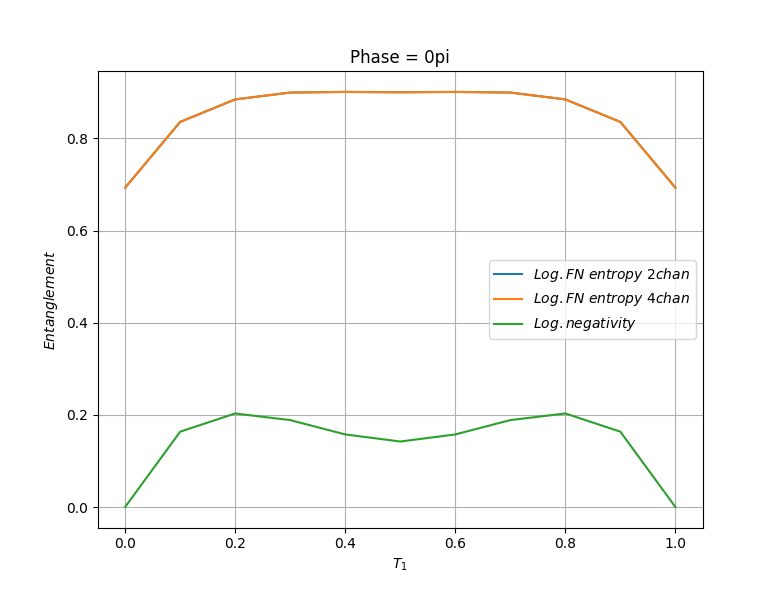 Phase = 0pi
Entanglement
0.8
0.6
0.4
0.2
0.0
Log. FN entropy 2chan
Log. FN entropy 4chan
Log. negativity
0.0 0.2 0.4 0.6 0.8 1.0
T₁